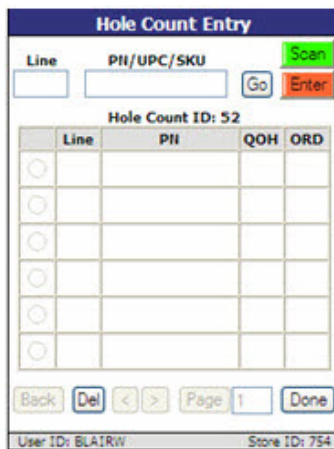 Hole Count Entry
Line PN/UPC/SKU Scan
Go Enter
Hole Count ID: 52
Line PN QOH ORD
Back Del < > Page 1 Done
User ID: BLAIRW Store ID: 754